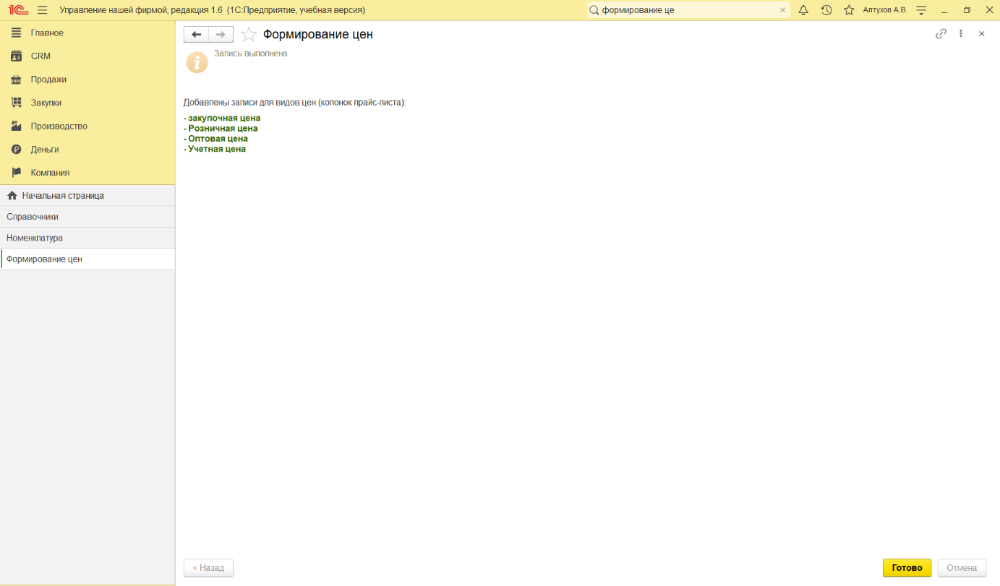 1С Управление нашей фирмой, редакция 1.6 (1С:Предприятие, учебная версия) формирование це Алтухов А.В.
Главное
CRM
Продажи
Закупки
Производство
Деньги
Компания
Начальная страница
Справочники
Номенклатура
Формирование цен
Формирование цен
Запись выполнена
Добавлены записи для видов цен (колонок прайс-листа):
- закупочная цена
- Розничная цена
- Оптовая цена
- Учетная цена
< Назад Готово Отмена